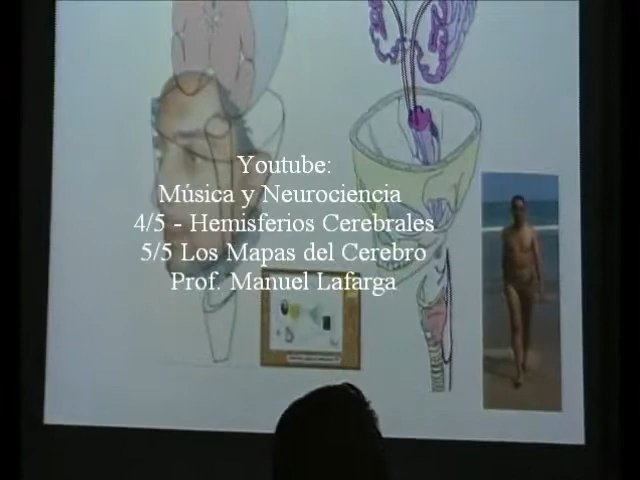 Youtube:
Música y Neurociencia
4/5 - Hemisferios Cerebrales
5/5 Los Mapas del Cerebro
Prof. Manuel Lafarga